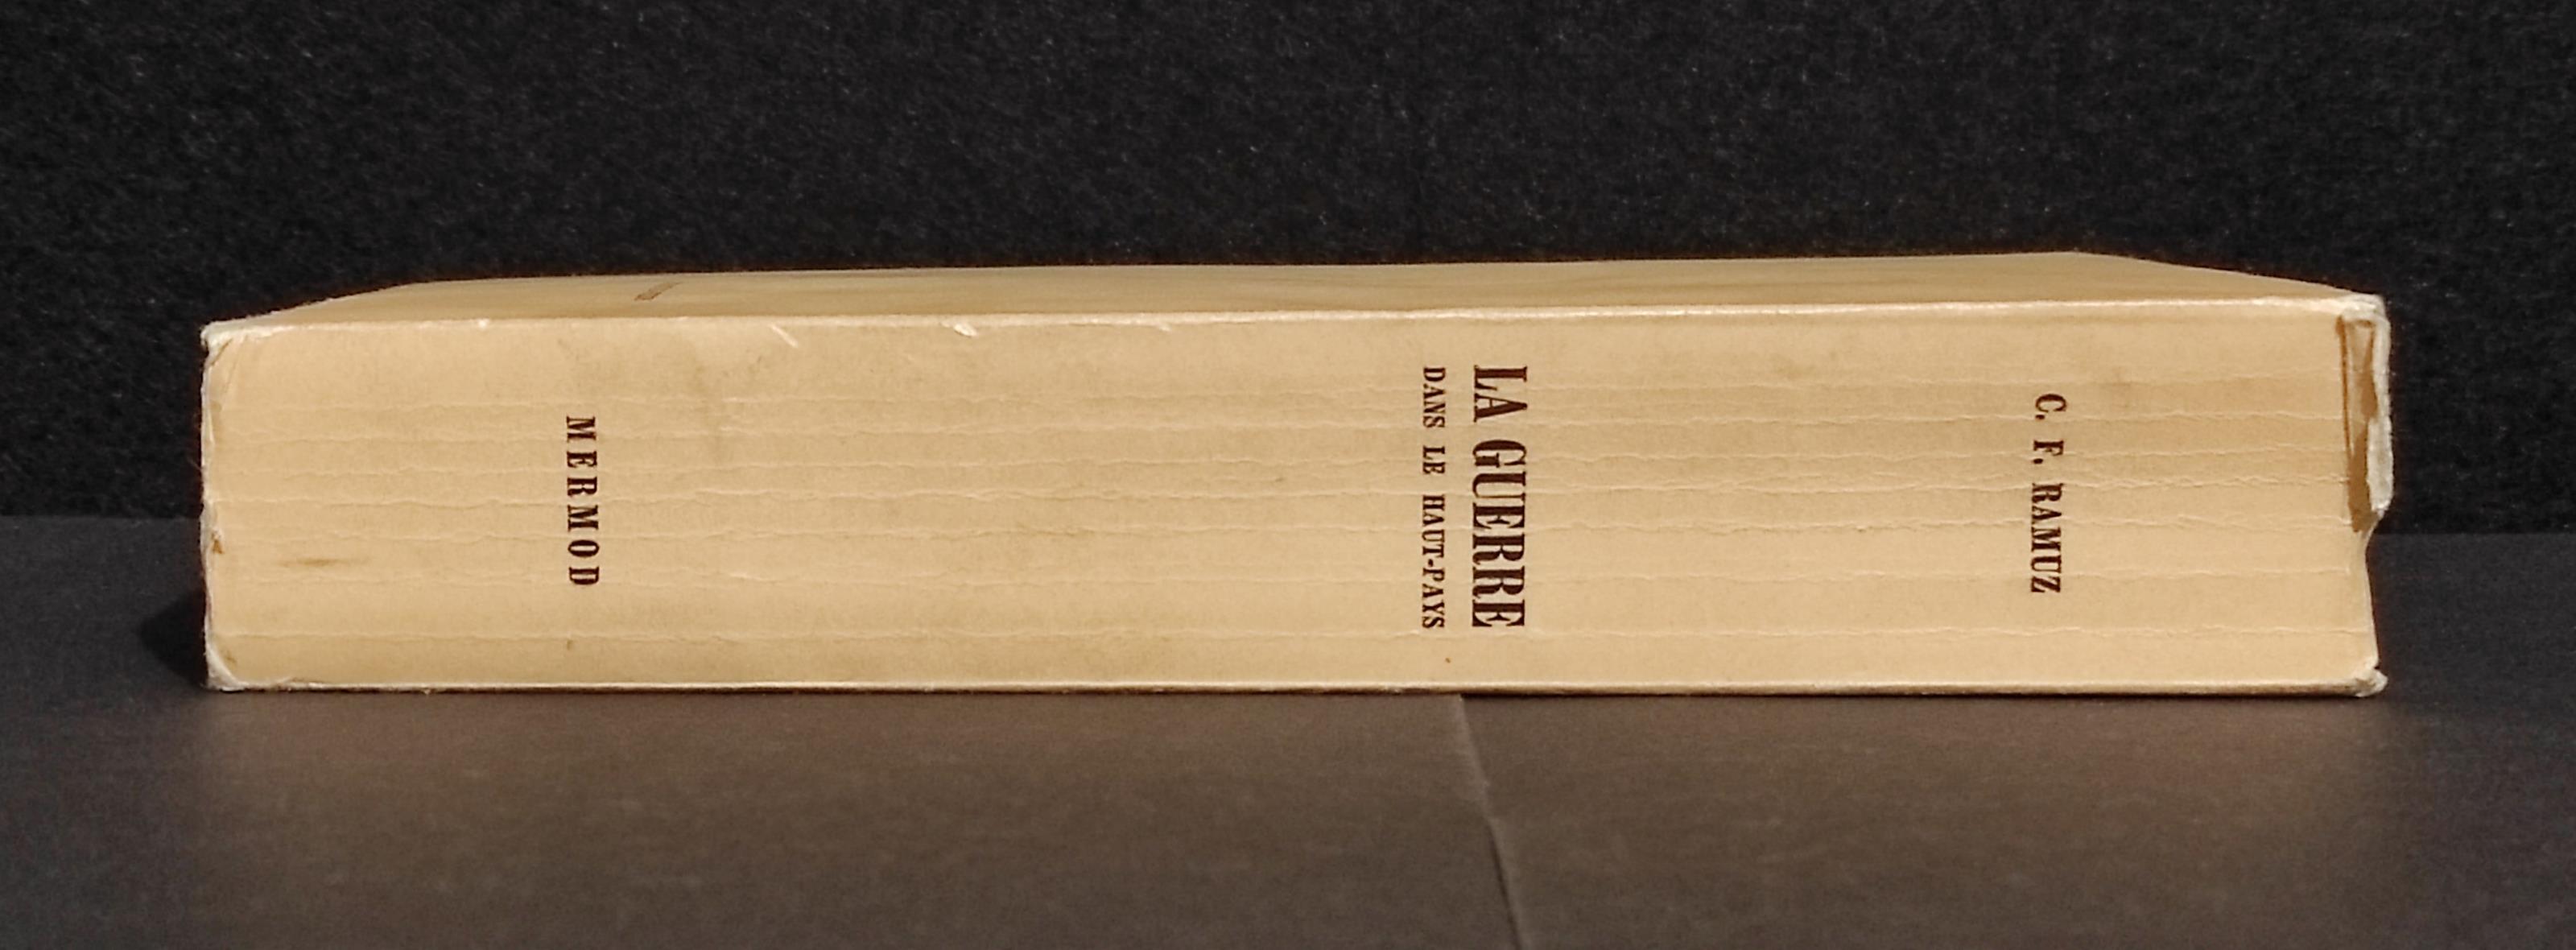 C. F. RAMUZ
LA GUERRE
DANS LE HAUT-PAYS
MERMOD